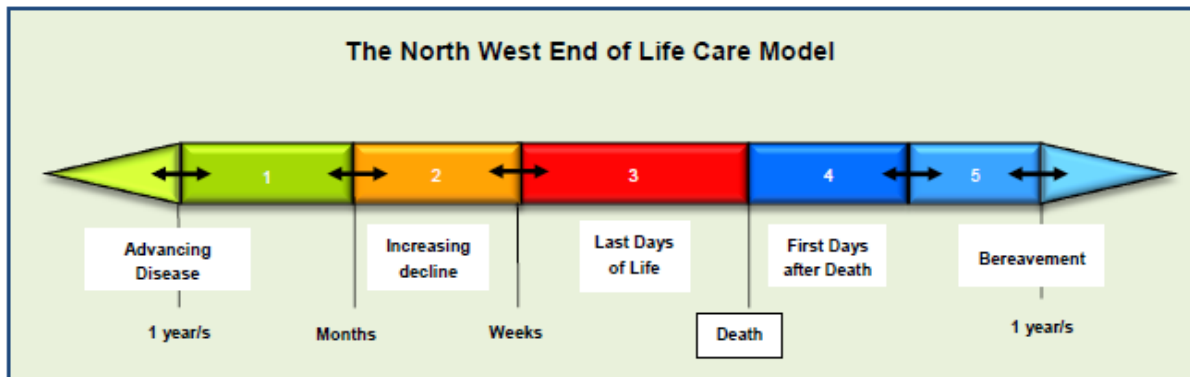 The North West End of Life Care Model
1
2
3
4
5
Advancing
Disease
Increasing
decline
Last Days
of Life
First Days
after Death
Bereavement
1 year/s
Months
Weeks
Death
1 year/s